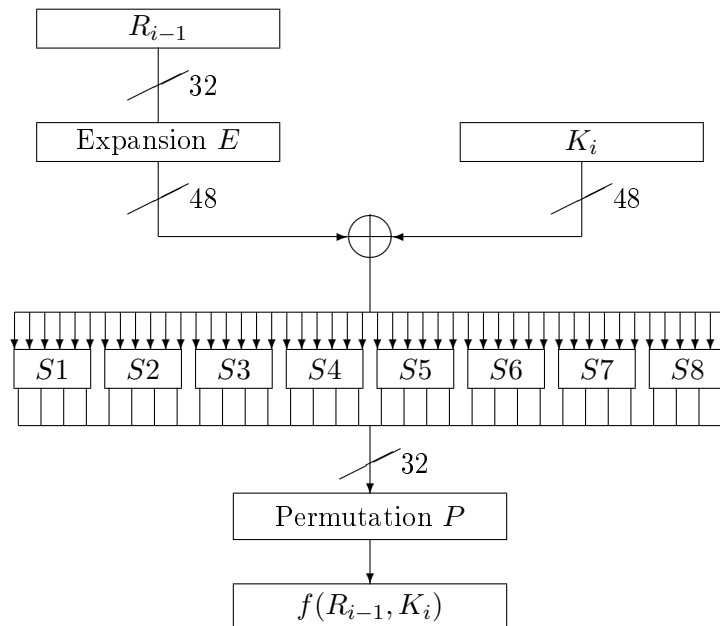 R_{i−1}
32
Expansion E
K_i
48
48
S1 S2 S3 S4 S5 S6 S7 S8
32
Permutation P
f(R_{i−1}, K_i)